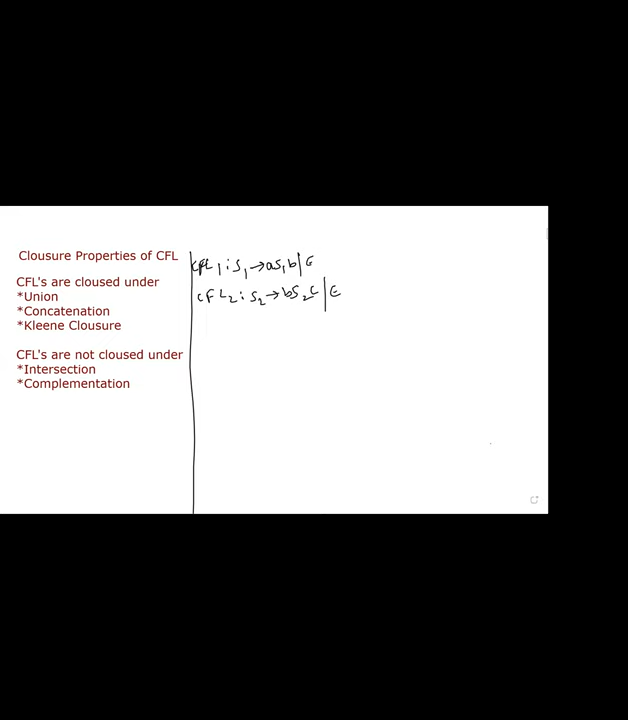 Clousure Properties of CFL
CFL's are cloused under
*Union
*Concatenation
*Kleene Clousure
CFL's are not cloused under
*Intersection
*Complementation
CFL₁ : S₁ → aS₁b | ϵ
CFL₂ : S₂ → bS₂c | ϵ